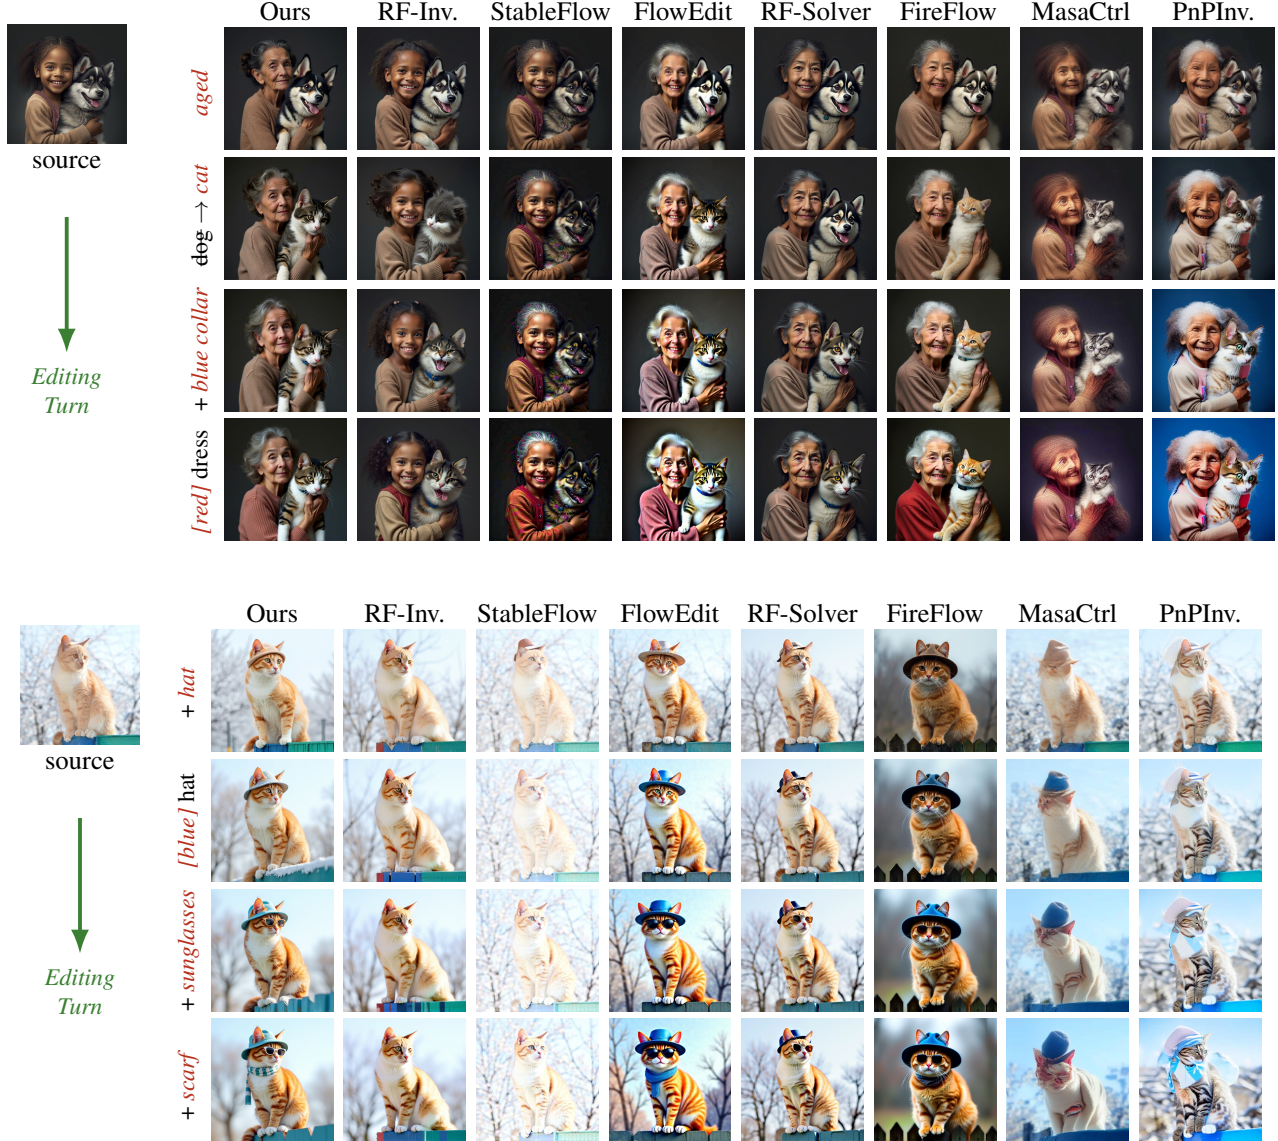 Ours RF-Inv. StableFlow FlowEdit RF-Solver FireFlow MasaCtrl PnPInv.
source
aged
dog → cat
+ blue collar
[red] dress
Editing
Turn
Ours RF-Inv. StableFlow FlowEdit RF-Solver FireFlow MasaCtrl PnPInv.
source
+ hat
[blue] hat
+ sunglasses
+ scarf
Editing
Turn